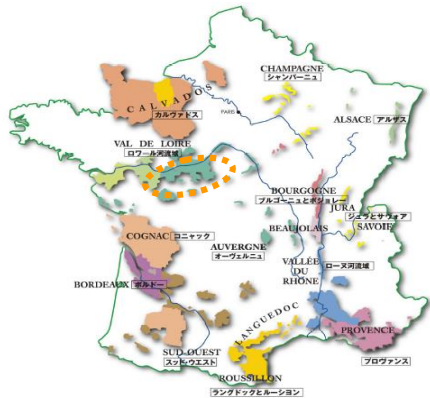 CHAMPAGNE
シャンパーニュ
CALVADOS
カルヴァドス
PARIS
ALSACE アルザス
VAL DE LOIRE
ロワール河流域
BOURGOGNE
ブルゴーニュとボジョレー
JURA
ジュラとサヴォア
SAVOIE
BEAUJOLAIS
COGNAC コニャック
AUVERGNE
オーヴェルニュ
VALLÉE DU RHÔNE
ローヌ河流域
BORDEAUX ボルドー
LANGUEDOC
PROVENCE
プロヴァンス
SUD-OUEST
スッド・ウエスト
ROUSSILLON
ラングドックとルーション